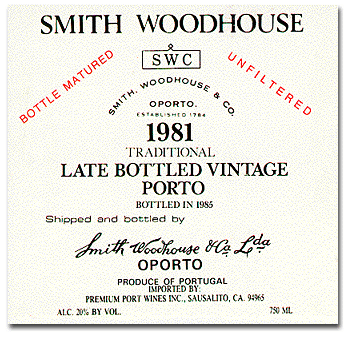 SMITH WOODHOUSE
SWC
BOTTLE MATURED
UNFILTERED
SMITH, WOODHOUSE & CO.
OPORTO.
ESTABLISHED 1784
1981
TRADITIONAL
LATE BOTTLED VINTAGE
PORTO
BOTTLED IN 1985
Shipped and bottled by
Smith Woodhouse & Co. Lda
OPORTO
PRODUCE OF PORTUGAL
IMPORTED BY:
PREMIUM PORT WINES INC., SAUSALITO, CA. 94965
ALC. 20% BY VOL. 750 ML